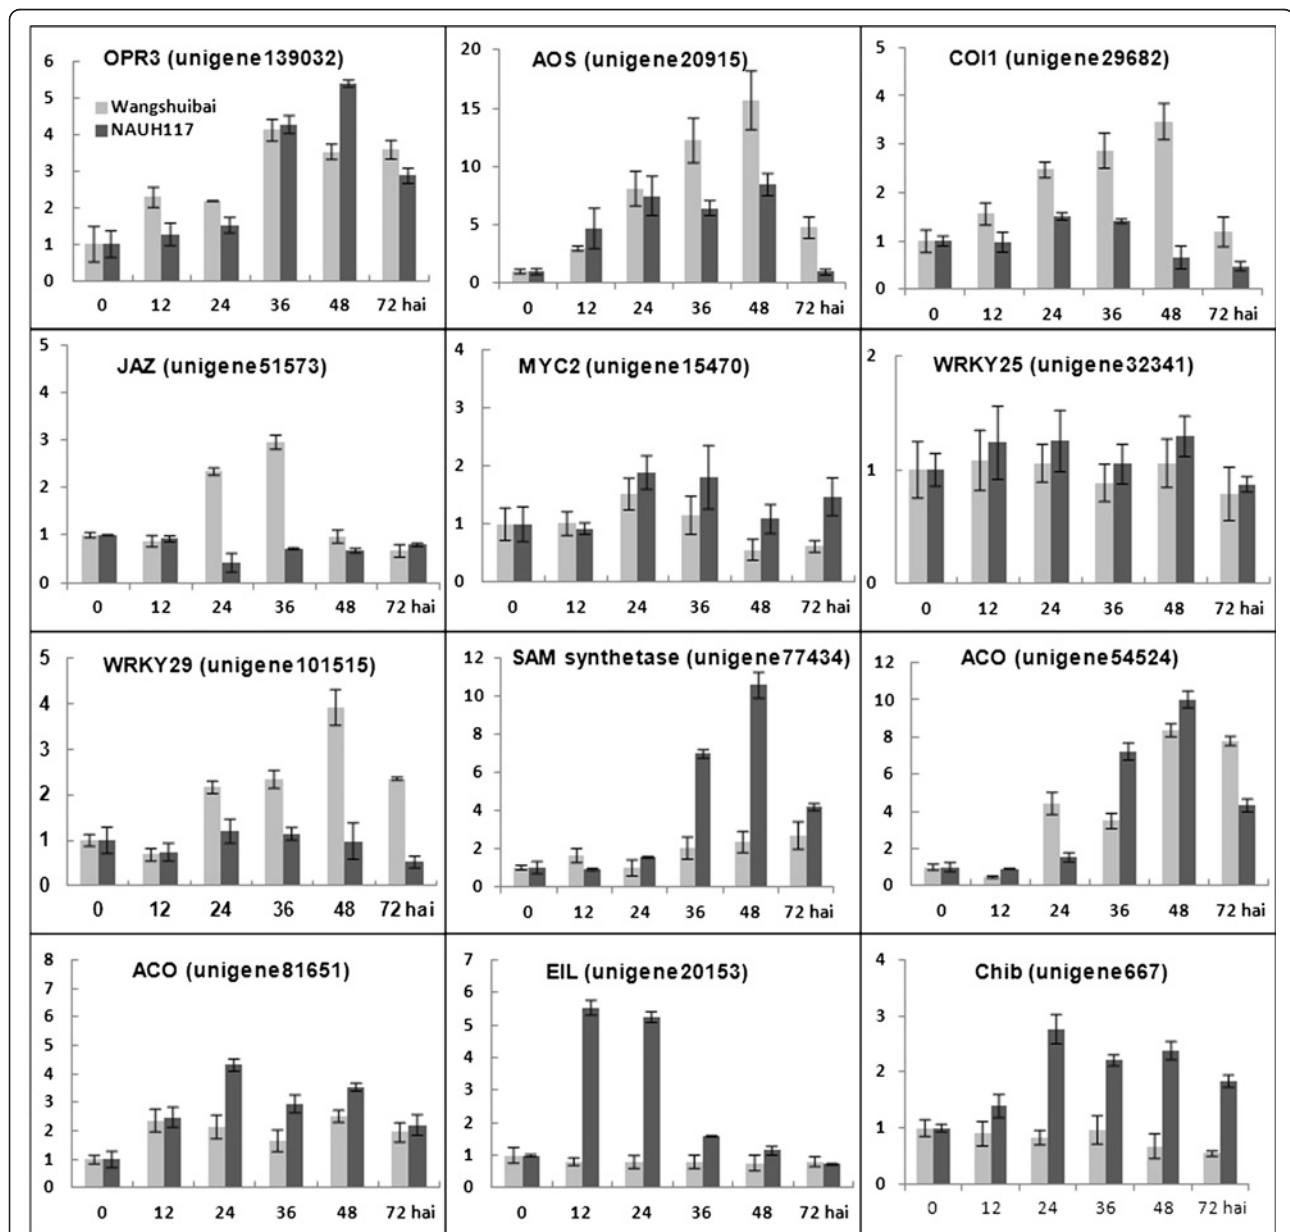 OPR3 (unigene139032)
6
5
4
3
2
1
0
Wangshuibai
NAUH117
0 12 24 36 48 72 hai
AOS (unigene20915)
20
15
10
5
0
0 12 24 36 48 72 hai
COI1 (unigene29682)
5
4
3
2
1
0
0 12 24 36 48 72 hai
JAZ (unigene51573)
5
4
3
2
1
0
0 12 24 36 48 72 hai
MYC2 (unigene15470)
4
3
2
1
0
0 12 24 36 48 72 hai
WRKY25 (unigene32341)
2
1
0
0 12 24 36 48 72 hai
WRKY29 (unigene101515)
5
4
3
2
1
0
0 12 24 36 48 72 hai
SAM synthetase (unigene77434)
12
10
8
6
4
2
0
0 12 24 36 48 72 hai
ACO (unigene54524)
12
10
8
6
4
2
0
0 12 24 36 48 72 hai
ACO (unigene81651)
8
7
6
5
4
3
2
1
0
0 12 24 36 48 72 hai
EIL (unigene20153)
7
6
5
4
3
2
1
0
0 12 24 36 48 72 hai
Chib (unigene667)
4
3
2
1
0
0 12 24 36 48 72 hai